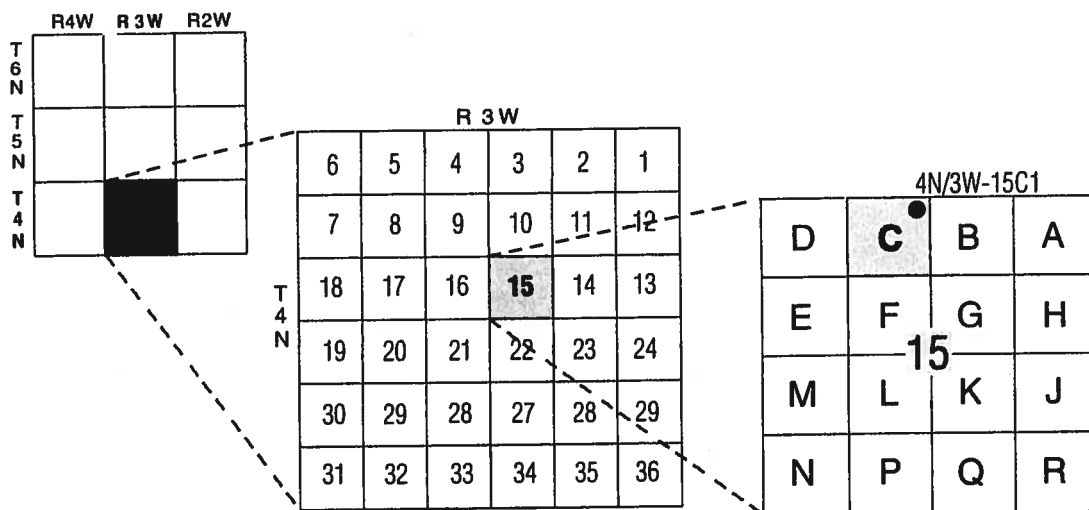 R4W R 3W R2W
T6N
T5N
T4N
R 3W
T4N
6 5 4 3 2 1
7 8 9 10 11 12
18 17 16 15 14 13
19 20 21 22 23 24
30 29 28 27 28 29
31 32 33 34 35 36
4N/3W-15C1
D C B A
E F G H
15
M L K J
N P Q R